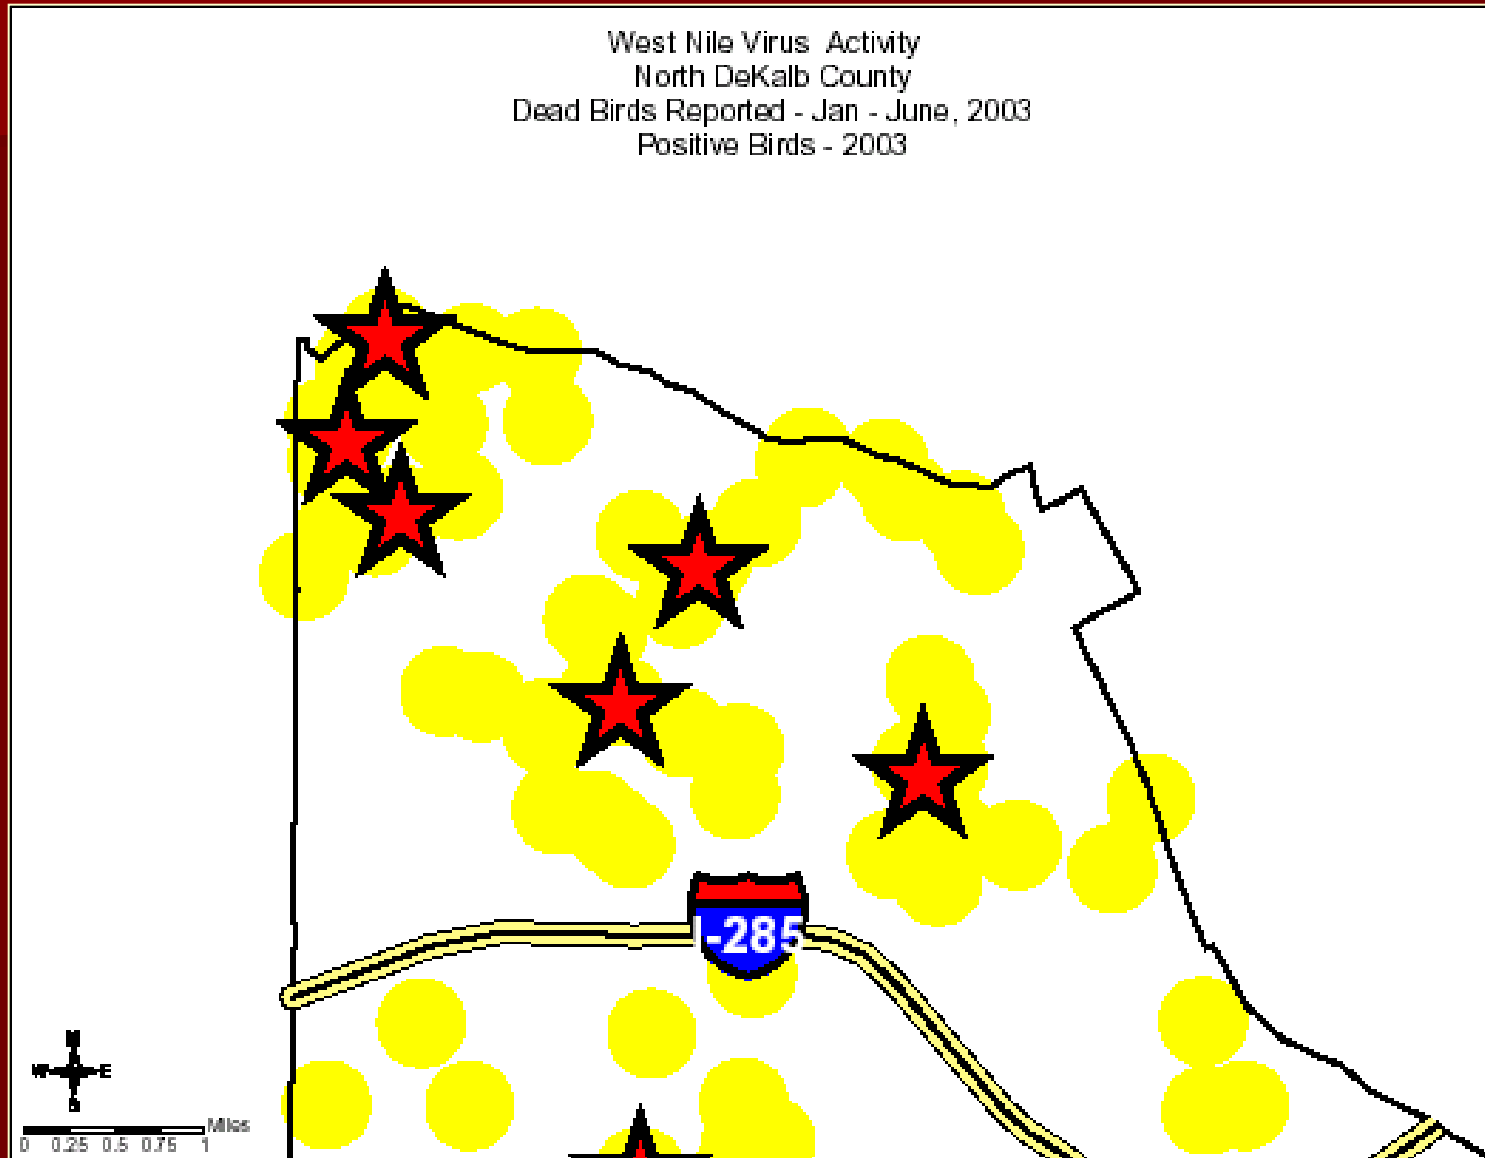 West Nile Virus Activity
North DeKalb County
Dead Birds Reported - Jan - June, 2003
Positive Birds - 2003
I-285
N
W E
S
Miles
0 0.25 0.5 0.75 1